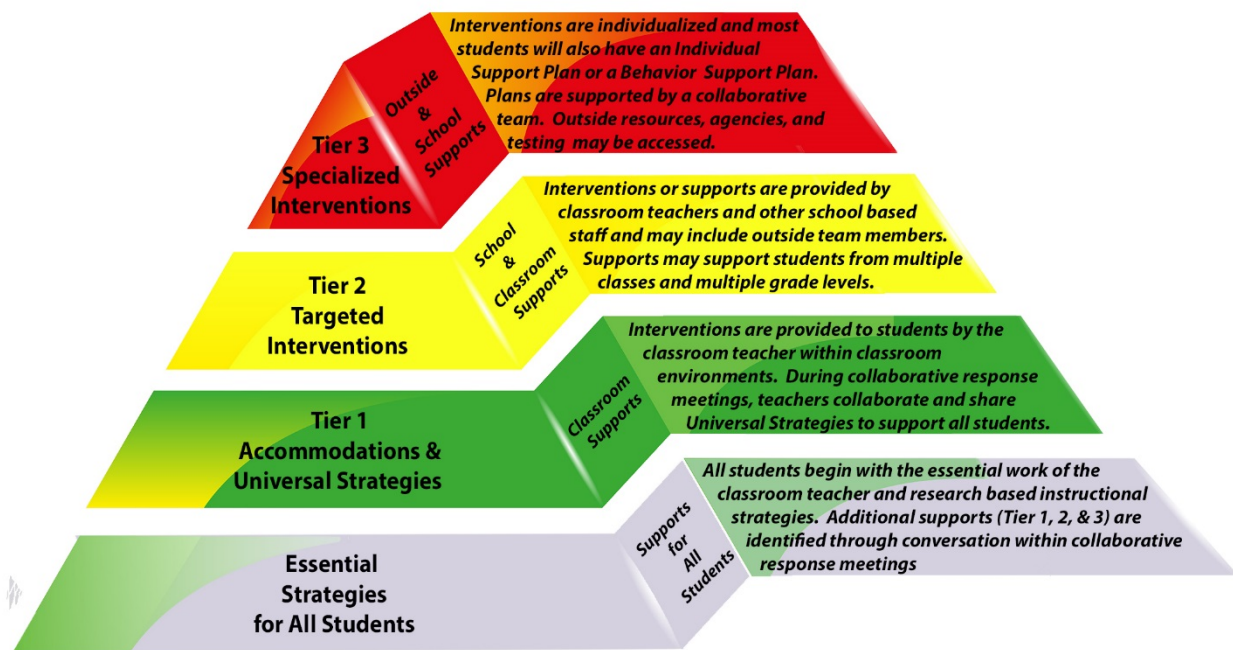 Tier 3
Specialized
Interventions
Outside
&
School
Supports
Interventions are individualized and most
students will also have an Individual
Support Plan or a Behavior Support Plan.
Plans are supported by a collaborative
team. Outside resources, agencies, and
testing may be accessed.
Tier 2
Targeted
Interventions
School
&
Classroom
Supports
Interventions or supports are provided by
classroom teachers and other school based
staff and may include outside team members.
Supports may support students from multiple
classes and multiple grade levels.
Tier 1
Accommodations &
Universal Strategies
Classroom
Supports
Interventions are provided to students by the
classroom teacher within classroom
environments. During collaborative response
meetings, teachers collaborate and share
Universal Strategies to support all students.
Essential
Strategies
for All Students
Supports
for
All
Students
All students begin with the essential work of the
classroom teacher and research based instructional
strategies. Additional supports (Tier 1, 2, & 3) are
identified through conversation within collaborative
response meetings